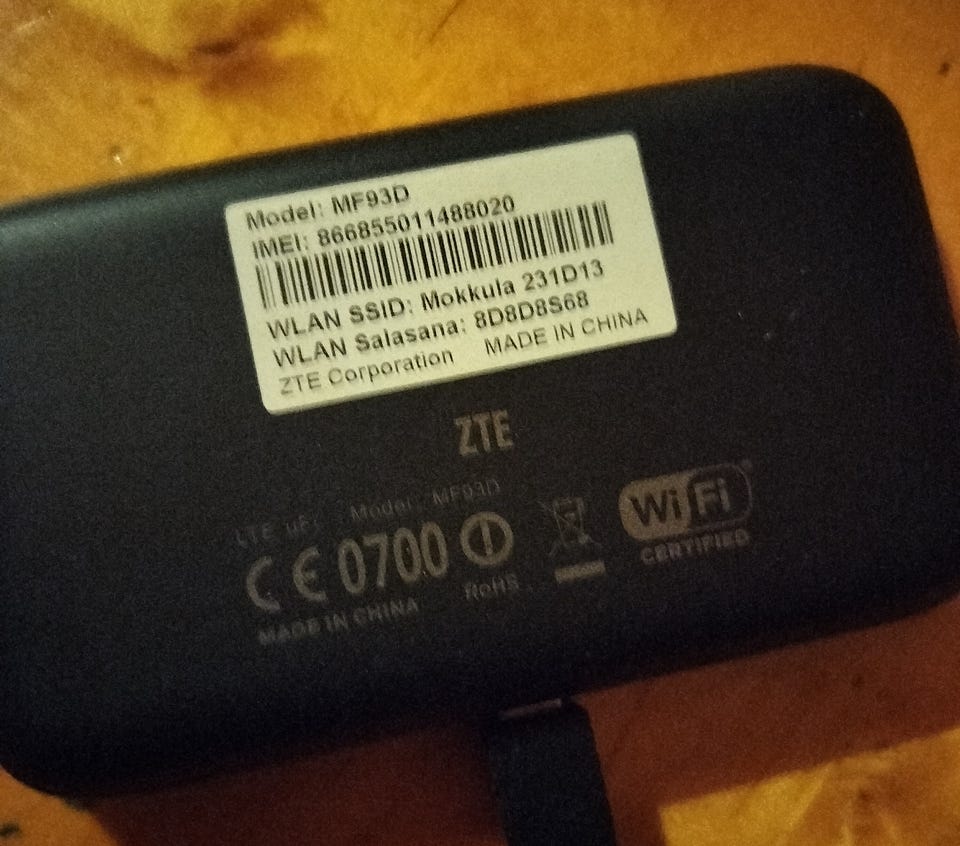 Model: MF93D
IMEI: 866855011488020
WLAN SSID: Mokkula 231D13
WLAN Salasana: 8D8D8S68
ZTE Corporation MADE IN CHINA
ZTE
LTE uFi Model: MF93D
CE 0700
RoHS
WiFi
CERTIFIED
MADE IN CHINA